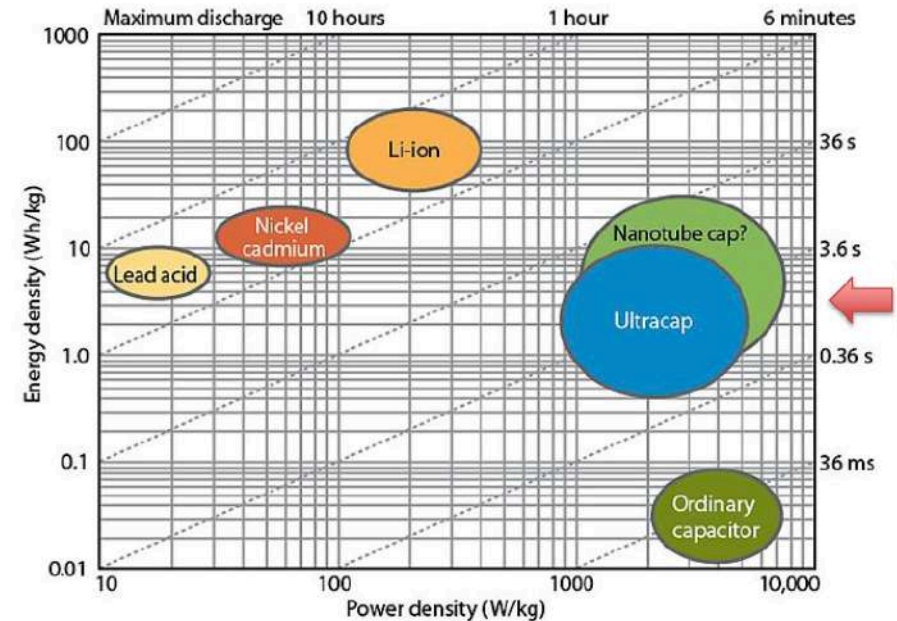 Maximum discharge 10 hours 1 hour 6 minutes
1000
100
10
1.0
0.1
0.01
Energy density (Wh/kg)
Li-ion
Nickel
cadmium
Lead acid
Nanotube cap?
Ultracap
Ordinary
capacitor
36 s
3.6 s
0.36 s
36 ms
10 100 1000 10,000
Power density (W/kg)